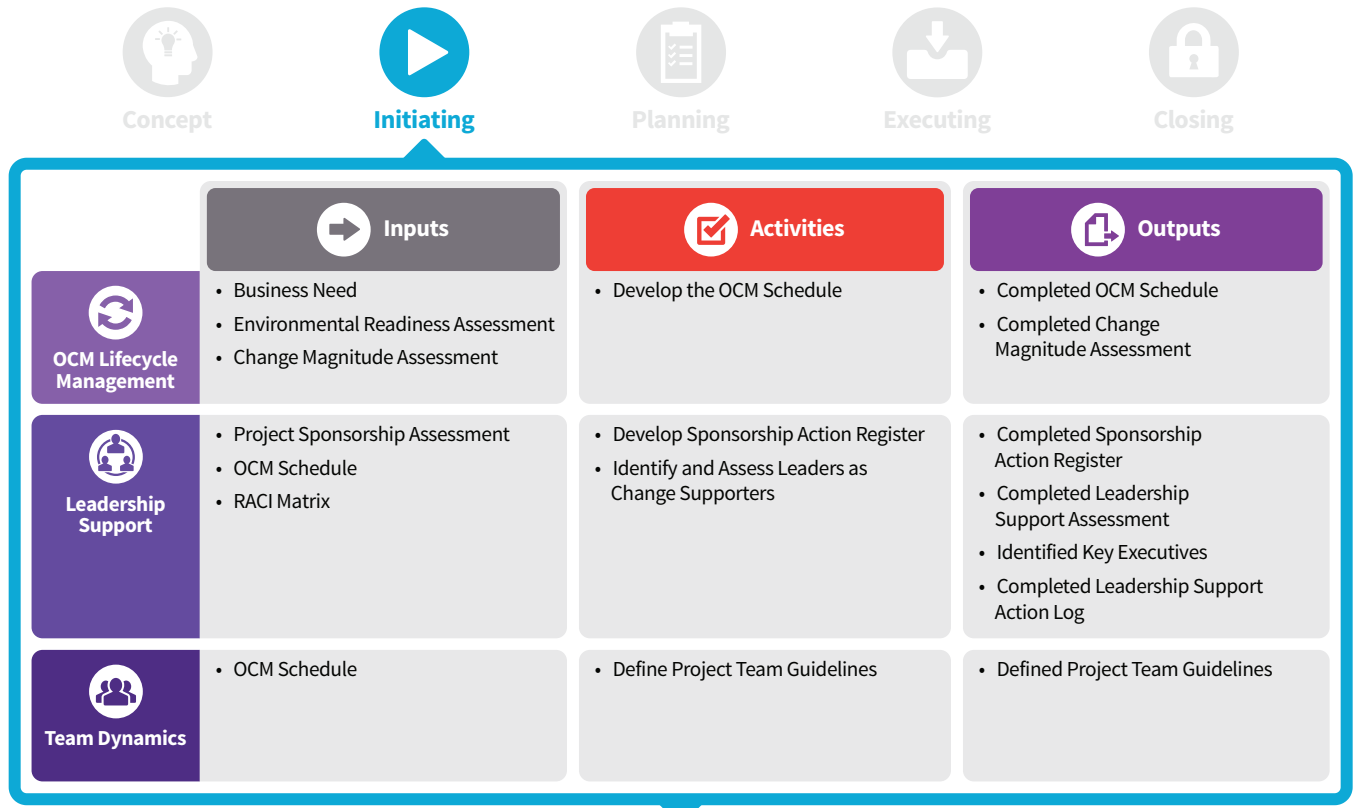 Concept
Initiating
Planning
Executing
Closing
Inputs
Activities
Outputs
OCM Lifecycle
Management
• Business Need
• Environmental Readiness Assessment
• Change Magnitude Assessment
• Develop the OCM Schedule
• Completed OCM Schedule
• Completed Change
Magnitude Assessment
Leadership
Support
• Project Sponsorship Assessment
• OCM Schedule
• RACI Matrix
• Develop Sponsorship Action Register
• Identify and Assess Leaders as
Change Supporters
• Completed Sponsorship
Action Register
• Completed Leadership
Support Assessment
• Identified Key Executives
• Completed Leadership Support
Action Log
Team Dynamics
• OCM Schedule
• Define Project Team Guidelines
• Defined Project Team Guidelines